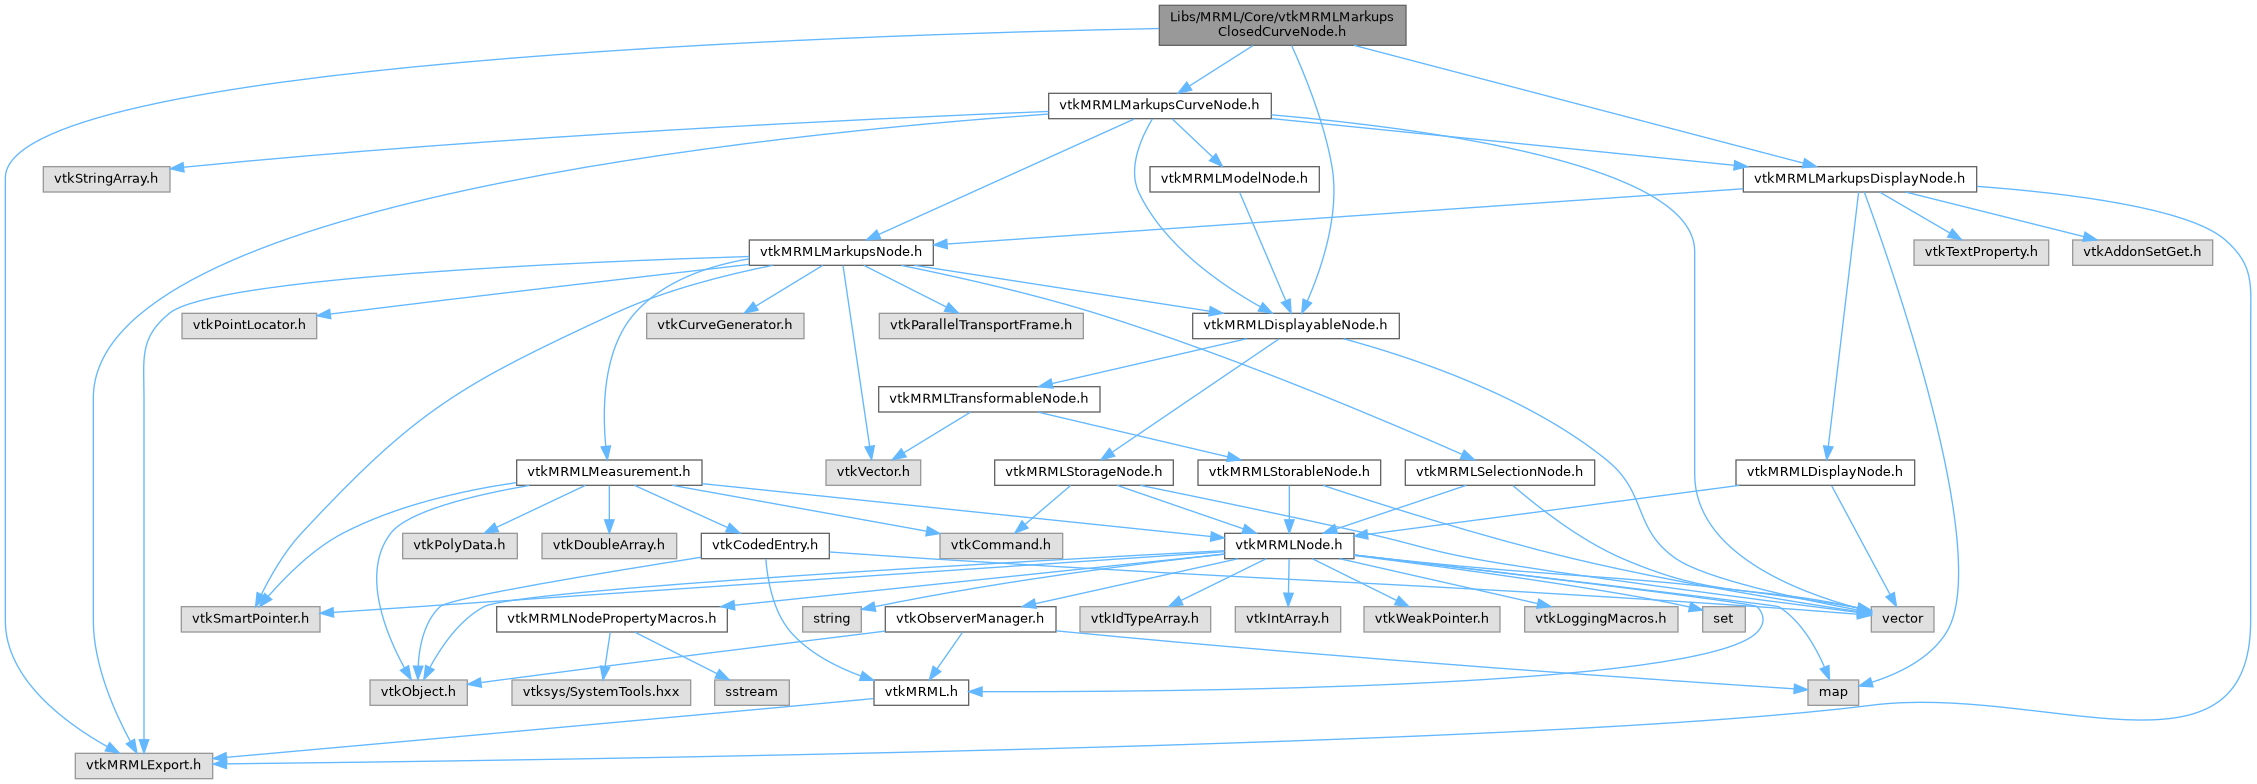 Libs/MRML/Core/vtkMRMLMarkups
ClosedCurveNode.h
vtkMRMLMarkupsCurveNode.h
vtkStringArray.h
vtkMRMLModelNode.h
vtkMRMLMarkupsDisplayNode.h
vtkMRMLMarkupsNode.h
vtkTextProperty.h
vtkAddonSetGet.h
vtkPointLocator.h
vtkCurveGenerator.h
vtkParallelTransportFrame.h
vtkMRMLDisplayableNode.h
vtkMRMLTransformableNode.h
vtkMRMLMeasurement.h
vtkVector.h
vtkMRMLStorageNode.h
vtkMRMLStorableNode.h
vtkMRMLSelectionNode.h
vtkMRMLDisplayNode.h
vtkPolyData.h
vtkDoubleArray.h
vtkCodedEntry.h
vtkCommand.h
vtkMRMLNode.h
vtkSmartPointer.h
vtkMRMLNodePropertyMacros.h
string
vtkObserverManager.h
vtkIdTypeArray.h
vtkIntArray.h
vtkWeakPointer.h
vtkLoggingMacros.h
set
vector
vtkObject.h
vtksys/SystemTools.hxx
sstream
vtkMRML.h
map
vtkMRMLExport.h